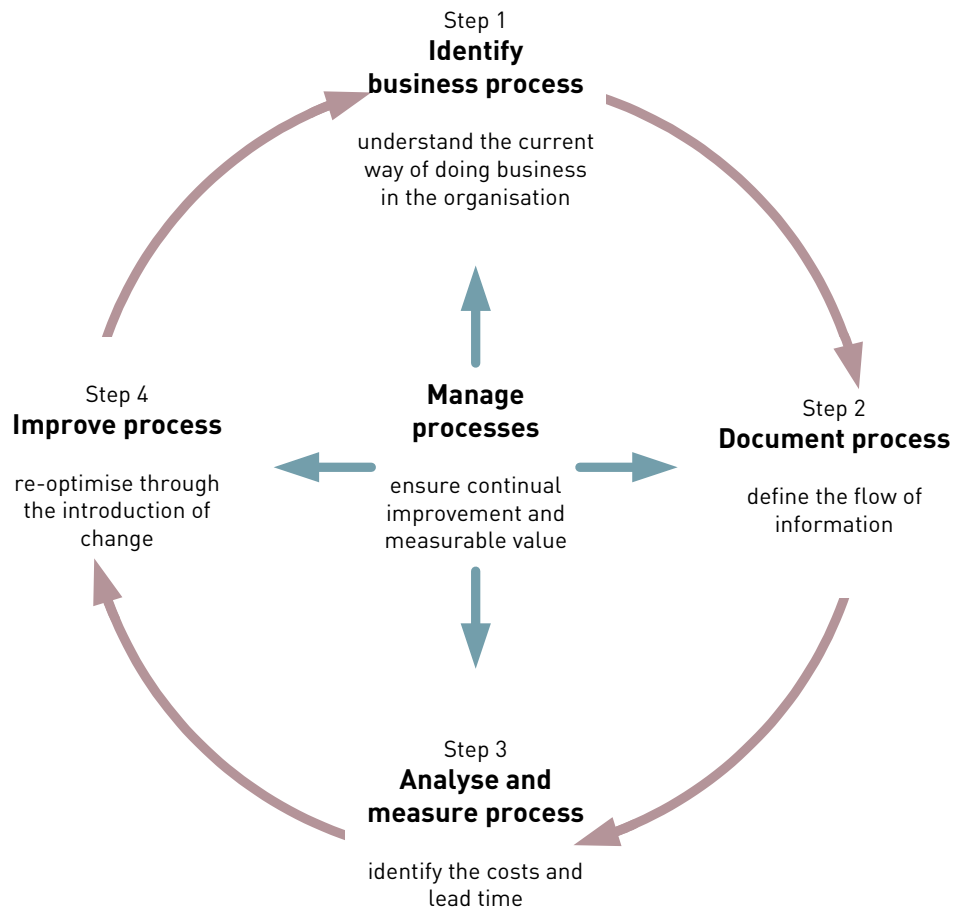 Step 1
Identify
business process
understand the current
way of doing business
in the organisation
Step 2
Document process
define the flow of
information
Step 3
Analyse and
measure process
identify the costs and
lead time
Step 4
Improve process
re-optimise through
the introduction of
change
Manage
processes
ensure continual
improvement and
measurable value